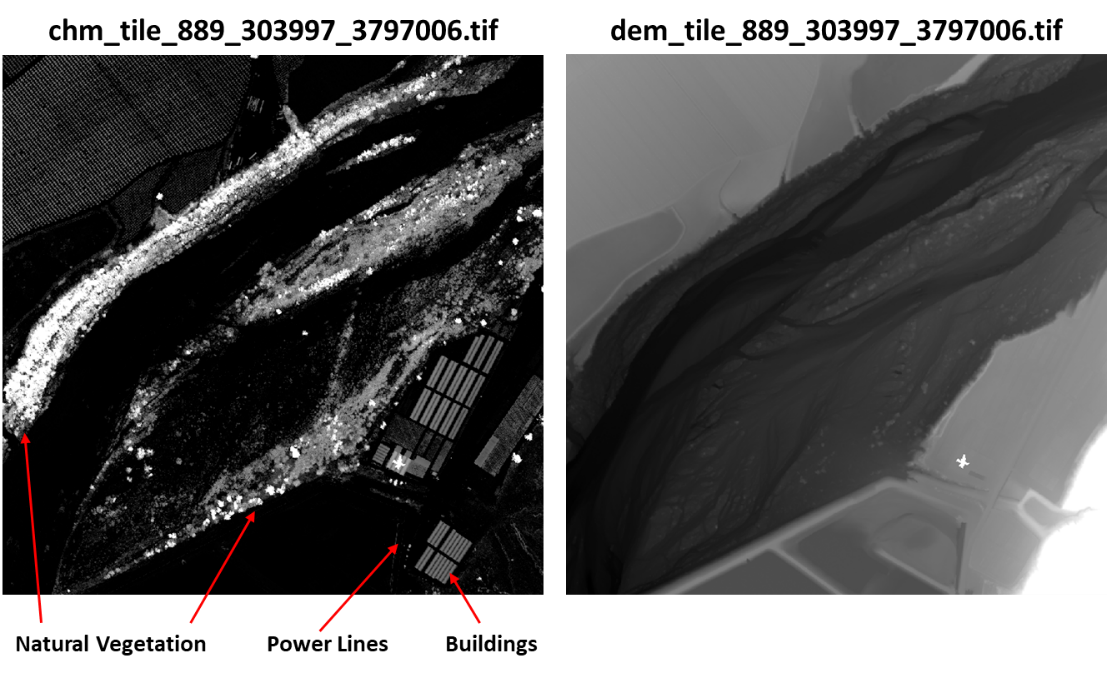 chm_tile_889_303997_3797006.tif
dem_tile_889_303997_3797006.tif
Natural Vegetation
Power Lines
Buildings